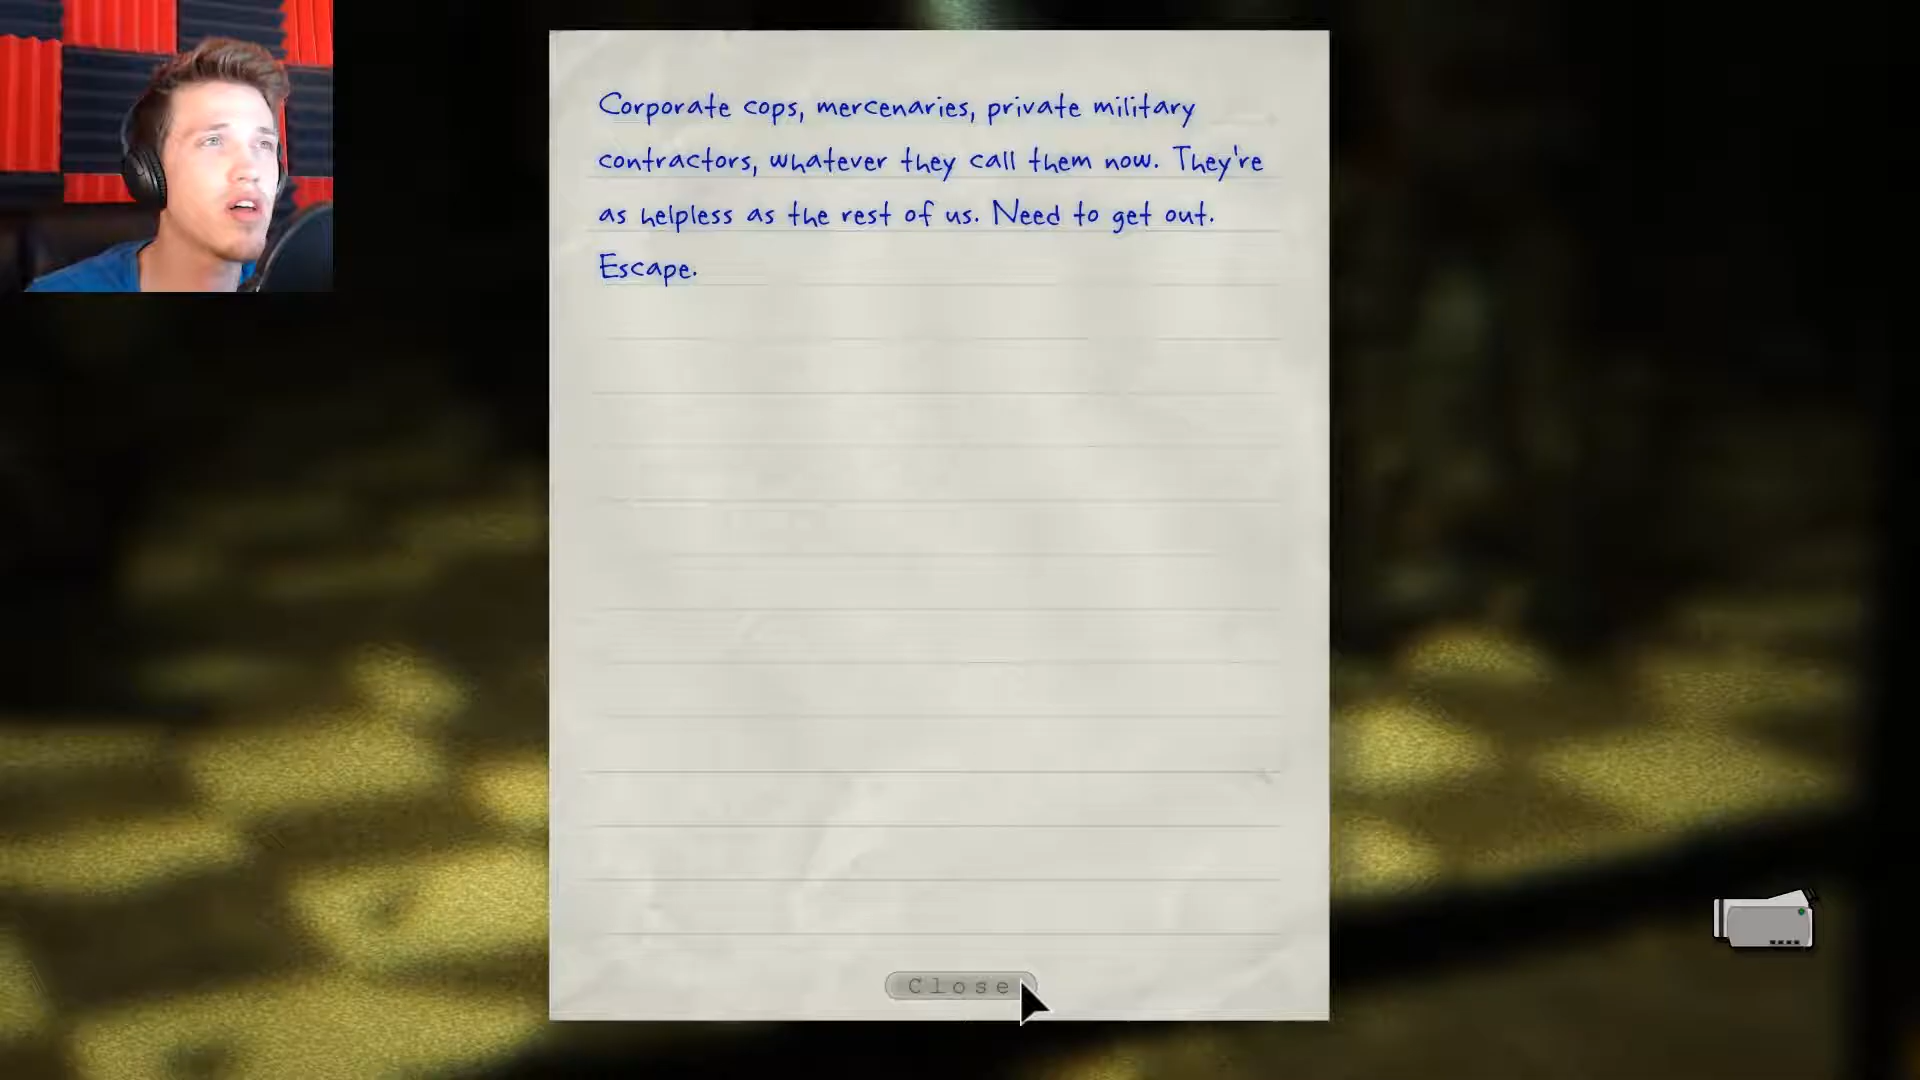 Corporate cops, mercenaries, private military
contractors, whatever they call them now. They're
as helpless as the rest of us. Need to get out.
Escape.
Close